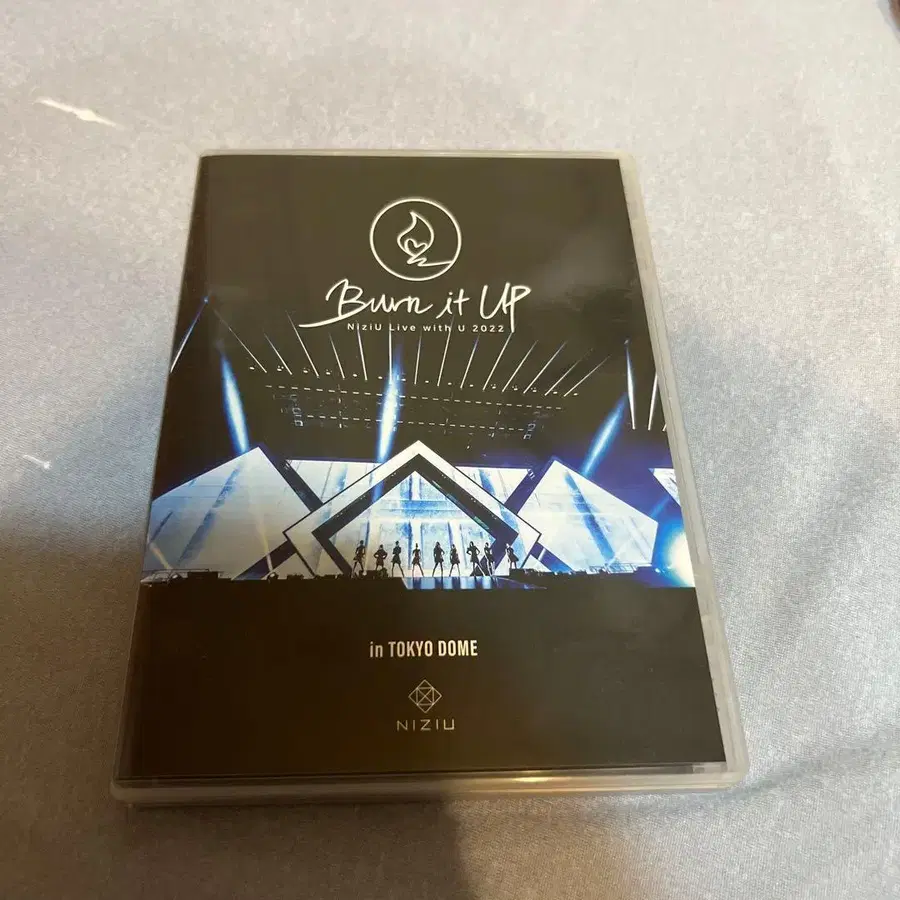 Burn it UP
NiziU Live with U 2022
in TOKYO DOME
NIZIU